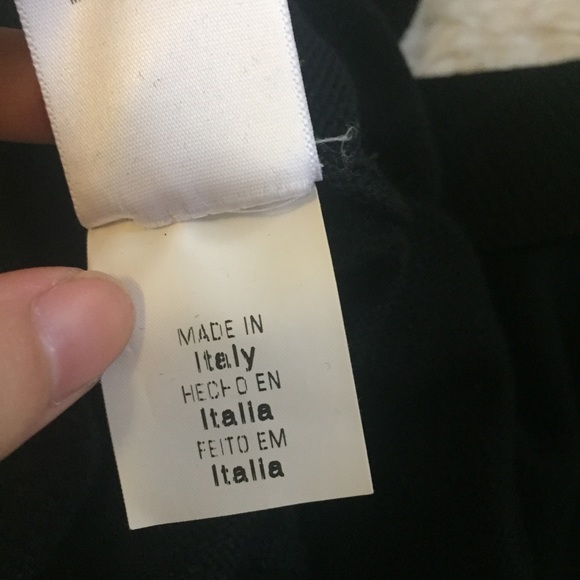 MADE IN
Italy
HECHO EN
Italia
FEITO EM
Italia